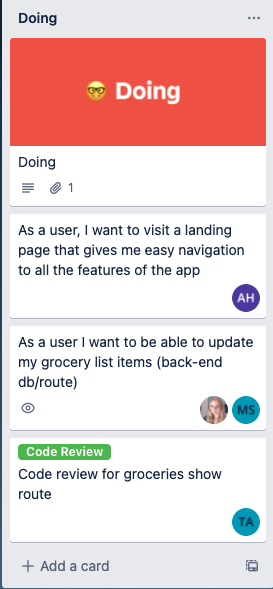 Doing
Doing
Doing
1
As a user, I want to visit a landing
page that gives me easy navigation
to all the features of the app
AH
As a user I want to be able to update
my grocery list items (back-end
db/route)
MS
Code Review
Code review for groceries show
route
TA
+ Add a card